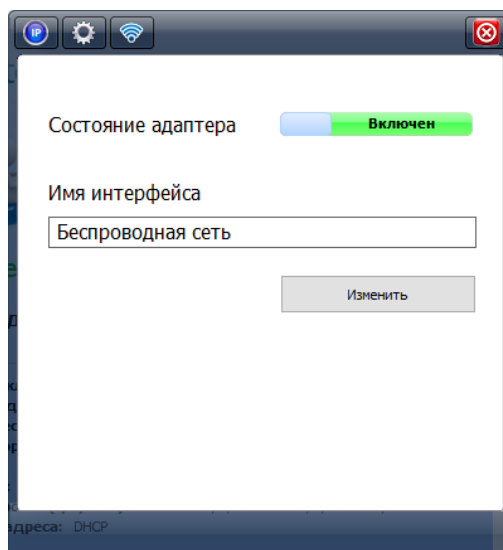 IP
Состояние адаптера
Включен
Имя интерфейса
Беспроводная сеть
Изменить
адреса: DHCP